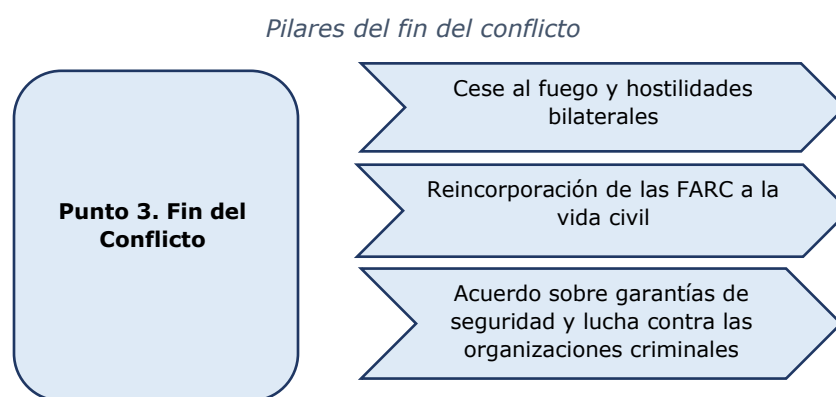 Pilares del fin del conflicto
Punto 3. Fin del
Conflicto
Cese al fuego y hostilidades
bilaterales
Reincorporación de las FARC a la
vida civil
Acuerdo sobre garantías de
seguridad y lucha contra las
organizaciones criminales